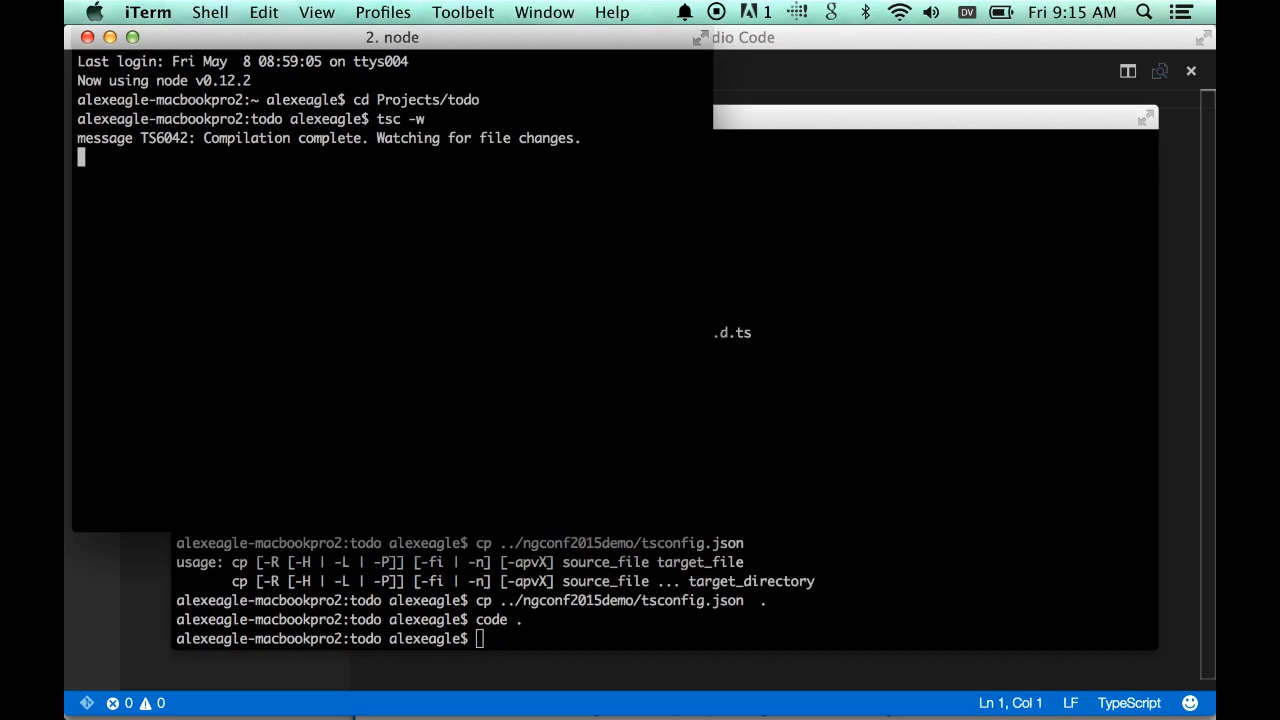 iTerm Shell Edit View Profiles Toolbelt Window Help 1 g DV Fri 9:15 AM
2. node
dio Code
Last login: Fri May  8 08:59:05 on ttys004
Now using node v0.12.2
alexeagle-macbookpro2:~ alexeagle$ cd Projects/todo
alexeagle-macbookpro2:todo alexeagle$ tsc -w
message TS6042: Compilation complete. Watching for file changes.
.d.ts
alexeagle-macbookpro2:todo alexeagle$ cp ../ngconf2015demo/tsconfig.json
usage: cp [-R [-H | -L | -P]] [-fi | -n] [-apvX] source_file target_file
       cp [-R [-H | -L | -P]] [-fi | -n] [-apvX] source_file ... target_directory
alexeagle-macbookpro2:todo alexeagle$ cp ../ngconf2015demo/tsconfig.json  .
alexeagle-macbookpro2:todo alexeagle$ code .
alexeagle-macbookpro2:todo alexeagle$
0 0 Ln 1, Col 1 LF TypeScript